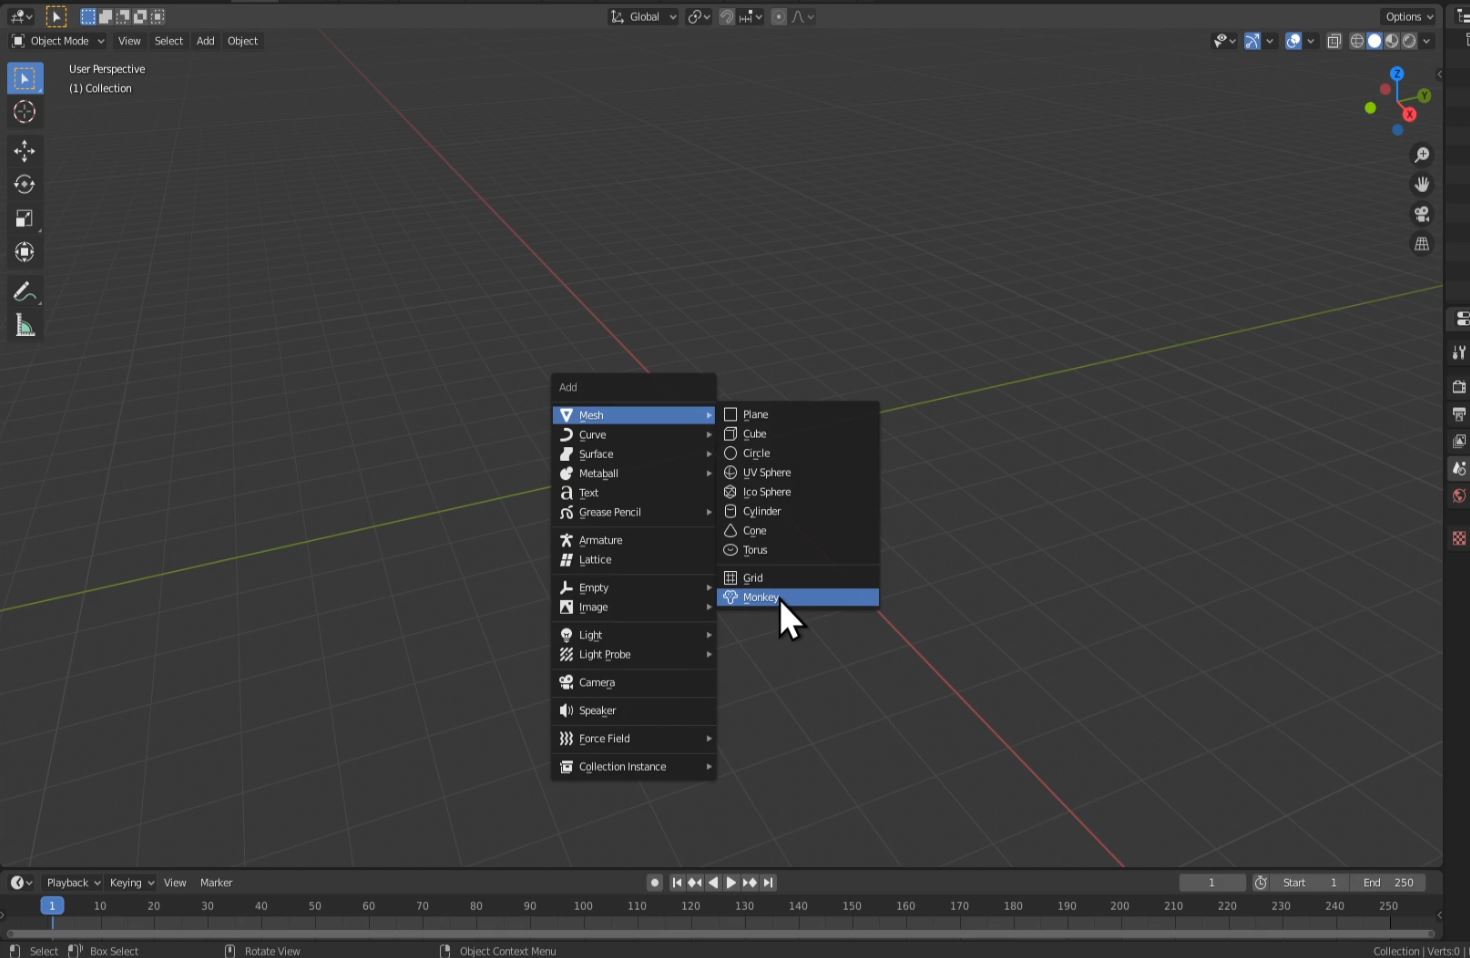 Global
Options
Object Mode View Select Add Object
User Perspective
(1) Collection
Z
Y
X
Add
Mesh
Curve
Surface
Metaball
Text
Grease Pencil
Armature
Lattice
Empty
Image
Light
Light Probe
Camera
Speaker
Force Field
Collection Instance
Plane
Cube
Circle
UV Sphere
Ico Sphere
Cylinder
Cone
Torus
Grid
Monkey
Playback Keying View Marker
1 Start 1 End 250
1 10 20 30 40 50 60 70 80 90 100 110 120 130 140 150 160 170 180 190 200 210 220 230 240 250
Select Box Select Rotate View Object Context Menu Collection | Verts:0 |